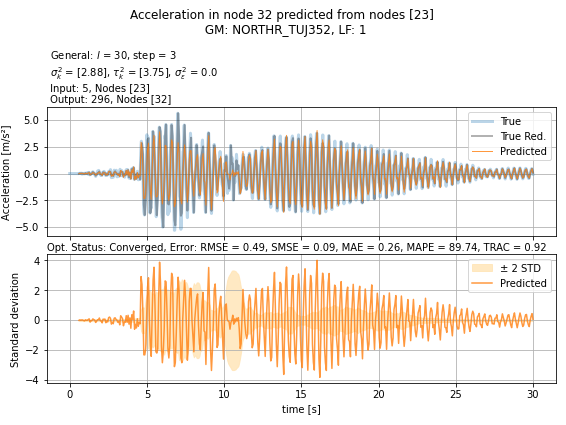 Acceleration in node 32 predicted from nodes [23]
GM: NORTHR_TUJ352, LF: 1
General: l = 30, step = 3
σ²ₖ = [2.88], τ²ₖ = [3.75], σ²ₑ = 0.0
Input: 5, Nodes [23]
Output: 296, Nodes [32]
Acceleration [m/s²]
5.0
2.5
0.0
−2.5
−5.0
True
True Red.
Predicted
Opt. Status: Converged, Error: RMSE = 0.49, SMSE = 0.09, MAE = 0.26, MAPE = 89.74, TRAC = 0.92
Standard deviation
4
2
0
−2
−4
± 2 STD
Predicted
0 5 10 15 20 25 30
time [s]